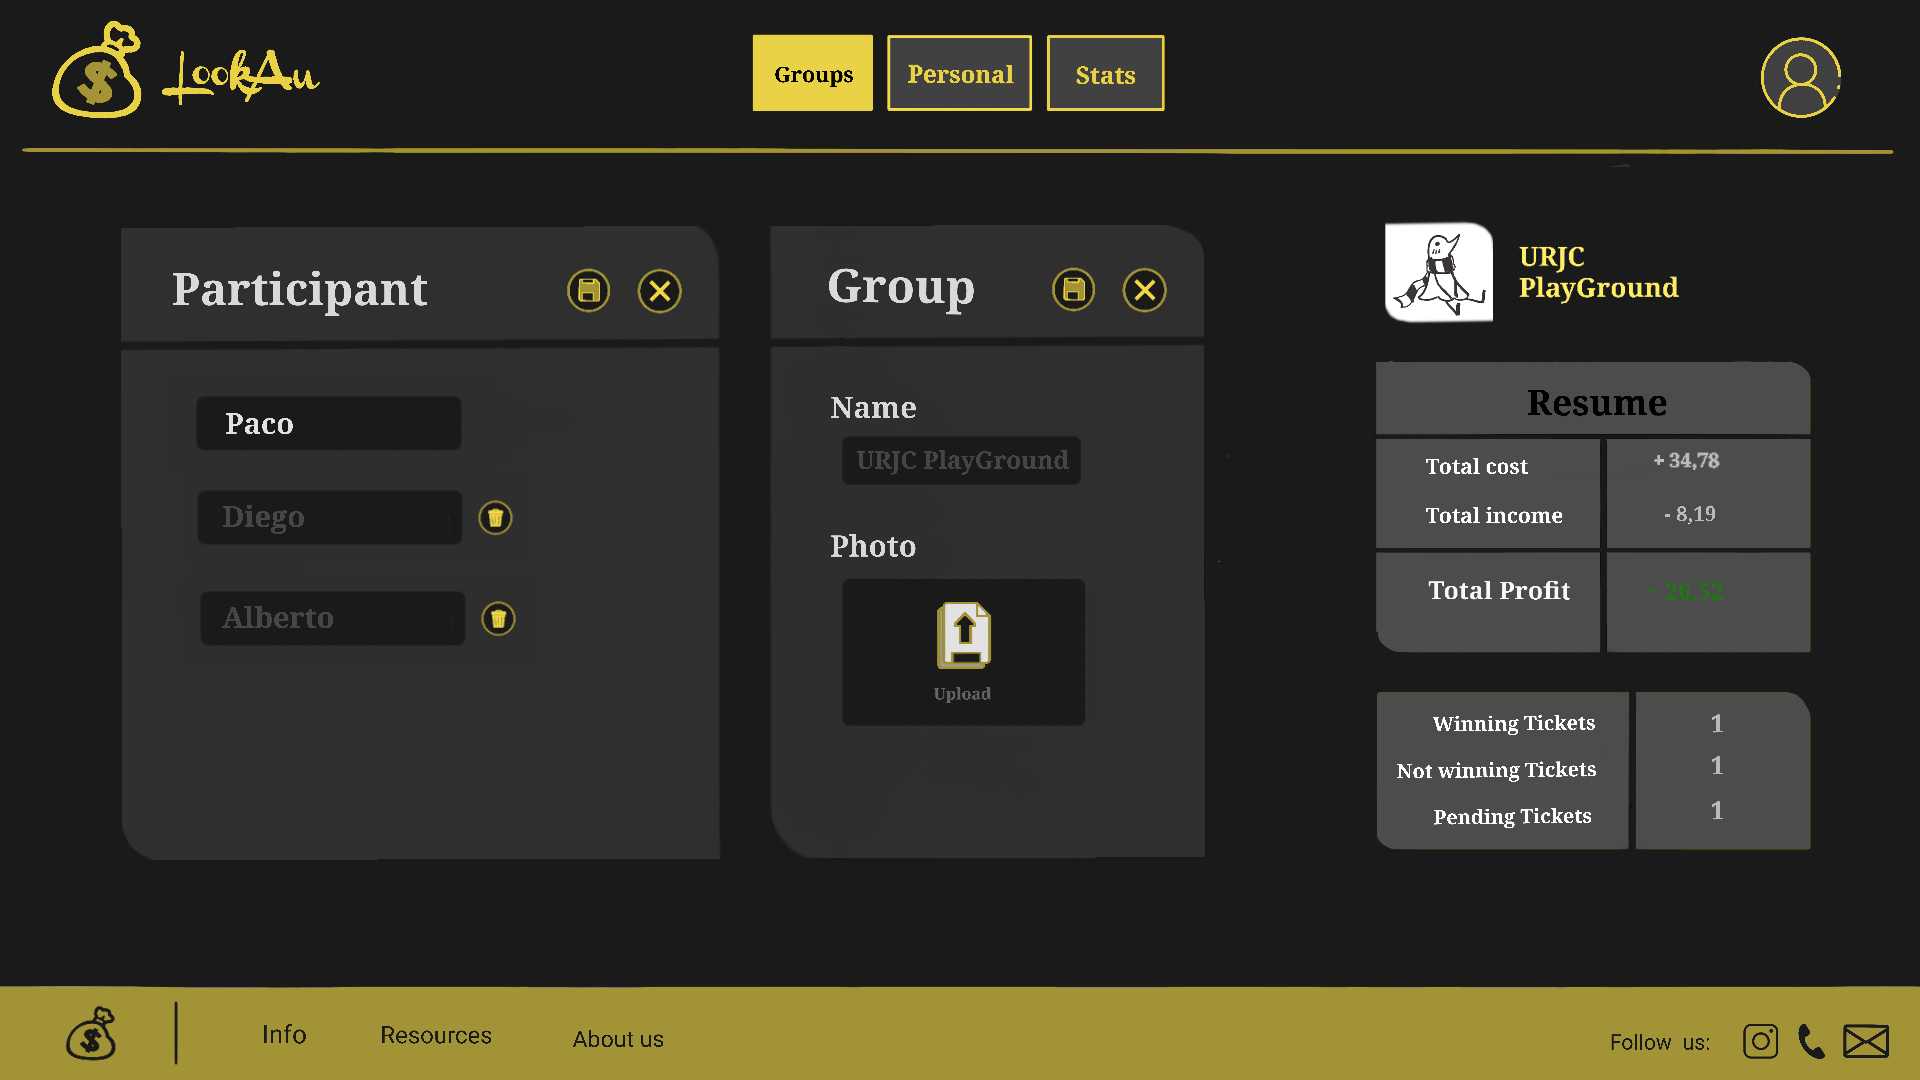 LookAu
Groups
Personal
Stats
Participant
Paco
Diego
Alberto
Group
Name
URJC PlayGround
Photo
Upload
URJC
PlayGround
Resume
Total cost + 34,78
Total income - 8,19
Total Profit + 26,52
Winning Tickets 1
Not winning Tickets 1
Pending Tickets 1
Info
Resources
About us
Follow us: